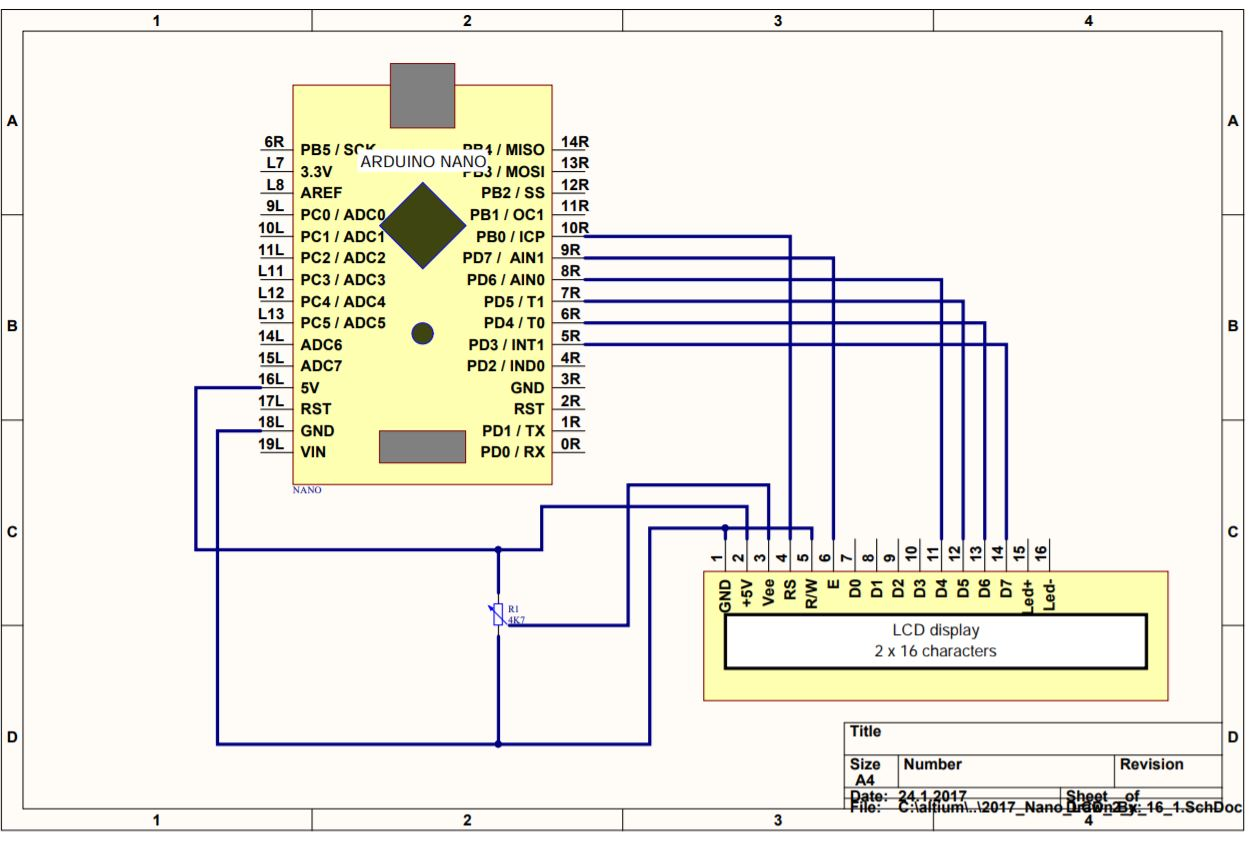 1 2 3 4
A A
6R PB5 / SCK PB4 / MISO 14R
ARDUINO NANO
L7 3.3V PB3 / MOSI 13R
L8 AREF PB2 / SS 12R
9L PC0 / ADC0 PB1 / OC1 11R
10L PC1 / ADC1 PB0 / ICP 10R
11L PC2 / ADC2 PD7 / AIN1 9R
L11 PC3 / ADC3 PD6 / AIN0 8R
L12 PC4 / ADC4 PD5 / T1 7R
L13 PC5 / ADC5 PD4 / T0 6R
B B
14L ADC6 PD3 / INT1 5R
15L ADC7 PD2 / IND0 4R
16L 5V GND 3R
17L RST RST 2R
18L GND PD1 / TX 1R
19L VIN PD0 / RX 0R
NANO
C C
1 2 3 4 5 6 7 8 9 10 11 12 13 14 15 16
GND +5V Vee RS R/W E D0 D1 D2 D3 D4 D5 D6 D7 Led+ Led-
R1
4K7
LCD display
2 x 16 characters
D D
Title
Size Number Revision
A4
Date: 24.1.2017 Sheet of
File: C:\altium\..\2017_Nano_LCD_2_x_16_1.SchDoc
Drawn By:
1 2 3 4